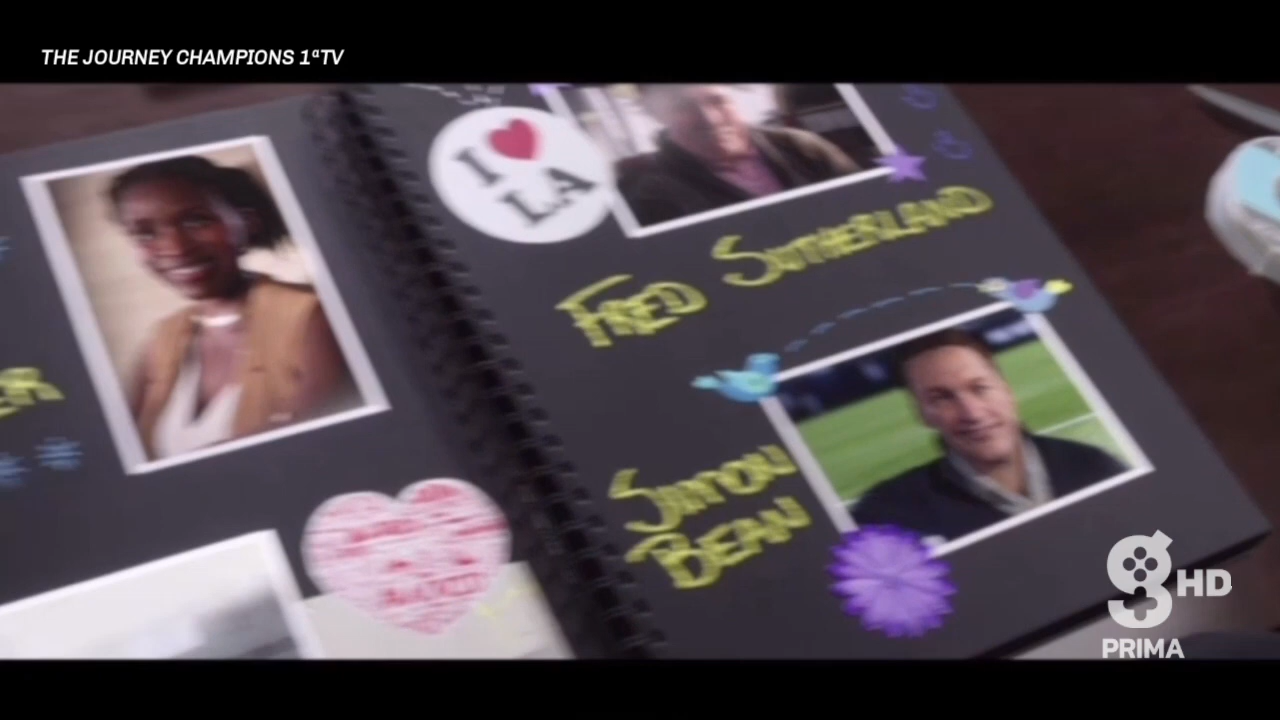 THE JOURNEY CHAMPIONS 1ªTV
I ❤ LA
FRED SUTHERLAND
SIMON
BEAN
HD
PRIMA